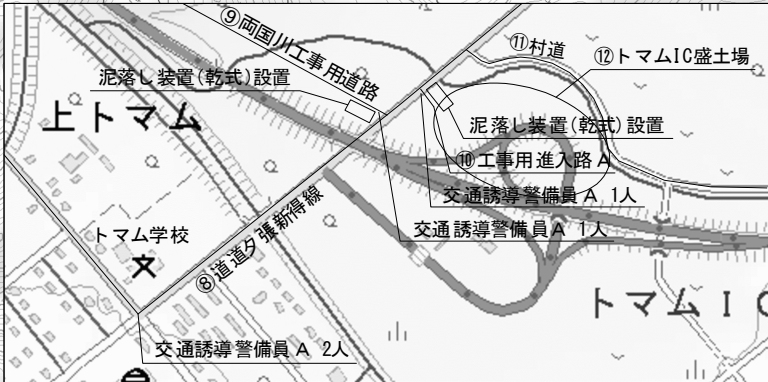 ⑨両国川工事用道路
⑪村道
⑫トマムIC盛土場
泥落し装置(乾式)設置
上トマム
泥落し装置(乾式)設置
⑩工事用進入路A
交通誘導警備員A 1人
交通誘導警備員A 1人
トマム学校
⑧道道夕張新得線
トマムIC
交通誘導警備員A 2人